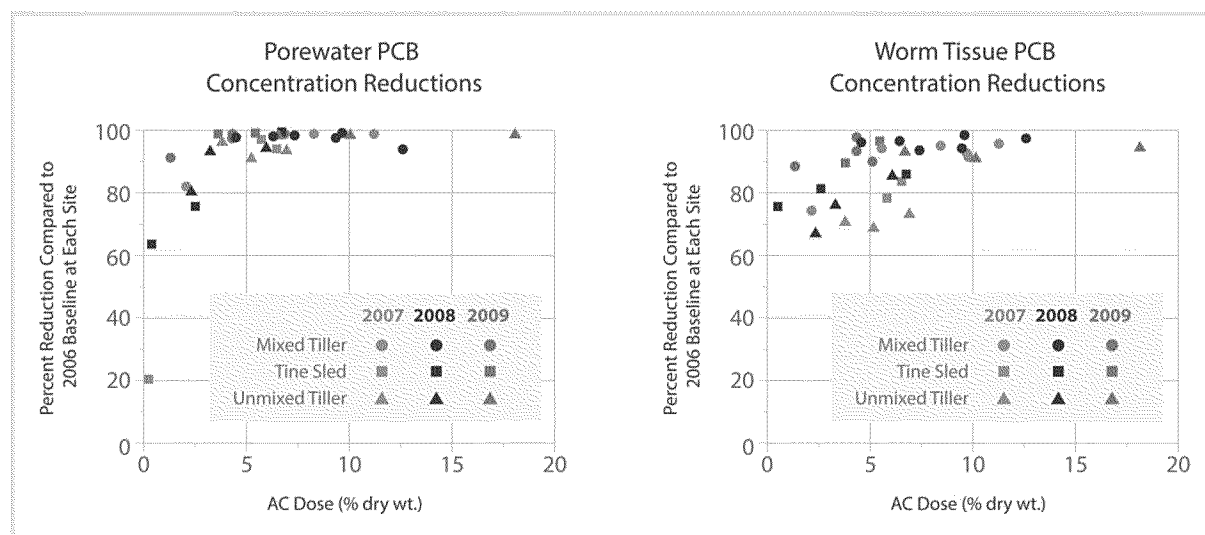 Porewater PCB
Concentration Reductions
Percent Reduction Compared to
2006 Baseline at Each Site
100
80
60
40
20
0
0 5 10 15 20
AC Dose (% dry wt.)
2007 2008 2009
Mixed Tiller
Tine Sled
Unmixed Tiller
Worm Tissue PCB
Concentration Reductions
Percent Reduction Compared to
2006 Baseline at Each Site
100
80
60
40
20
0
0 5 10 15 20
AC Dose (% dry wt.)
2007 2008 2009
Mixed Tiller
Tine Sled
Unmixed Tiller